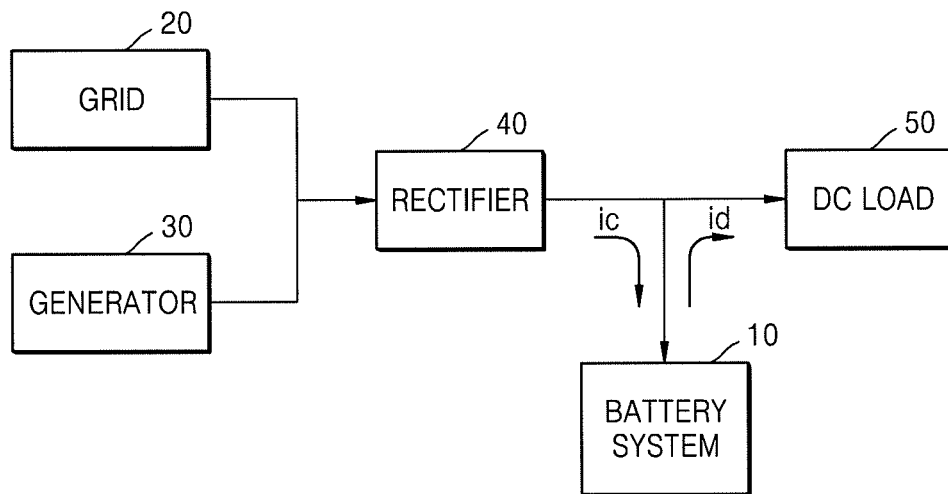 20
GRID
40
RECTIFIER
50
DC LOAD
30
GENERATOR
ic
id
10
BATTERY
SYSTEM